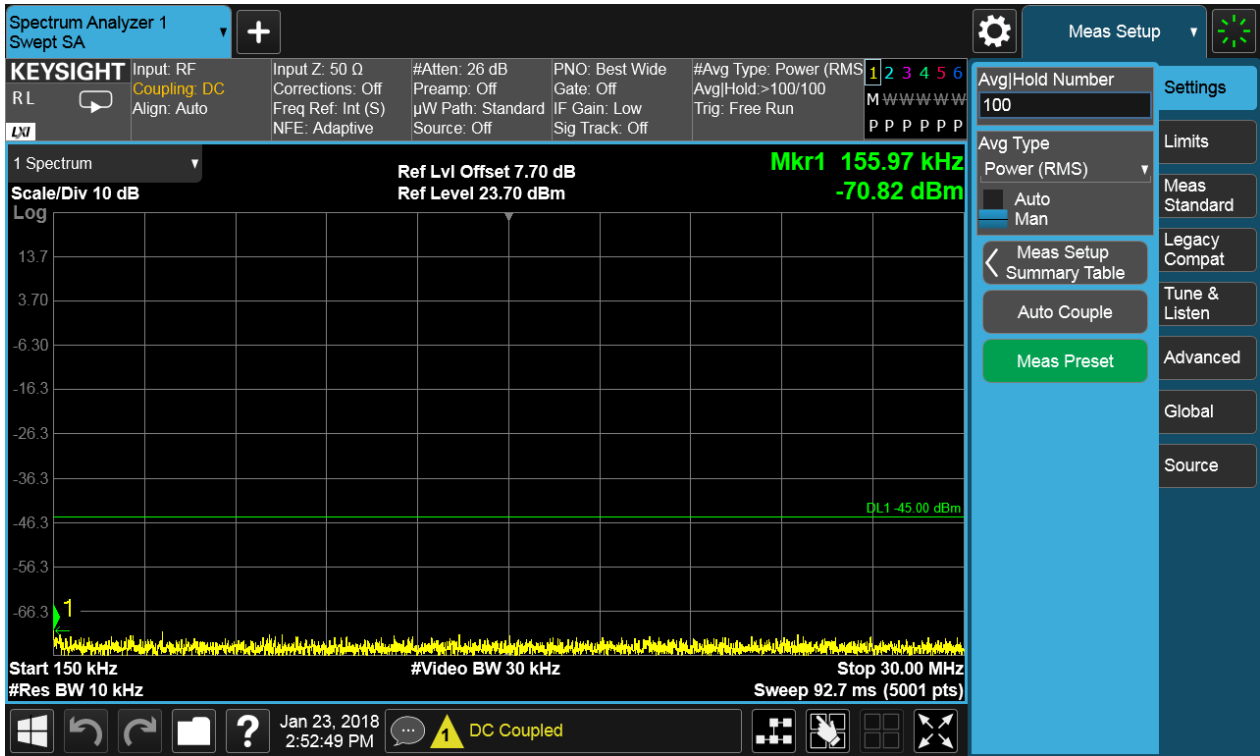 Spectrum Analyzer 1
Swept SA
+
Meas Setup
KEYSIGHT
R L
LXI
Input: RF
Coupling: DC
Align: Auto
Input Z: 50 Ω
Corrections: Off
Freq Ref: Int (S)
NFE: Adaptive
#Atten: 26 dB
Preamp: Off
µW Path: Standard
Source: Off
PNO: Best Wide
Gate: Off
IF Gain: Low
Sig Track: Off
#Avg Type: Power (RMS
Avg|Hold:>100/100
Trig: Free Run
1 2 3 4 5 6
M W W W W W
P P P P P P
1 Spectrum
Scale/Div 10 dB
Log
Ref Lvl Offset 7.70 dB
Ref Level 23.70 dBm
Mkr1 155.97 kHz
-70.82 dBm
13.7
3.70
-6.30
-16.3
-26.3
-36.3
DL1 -45.00 dBm
-46.3
-56.3
-66.3
1
Start 150 kHz
#Video BW 30 kHz
Stop 30.00 MHz
#Res BW 10 kHz
Sweep 92.7 ms (5001 pts)
Avg|Hold Number
100
Avg Type
Power (RMS)
Auto
Man
Meas Setup
Summary Table
Auto Couple
Meas Preset
Settings
Limits
Meas
Standard
Legacy
Compat
Tune &
Listen
Advanced
Global
Source
?
Jan 23, 2018
2:52:49 PM
1
DC Coupled